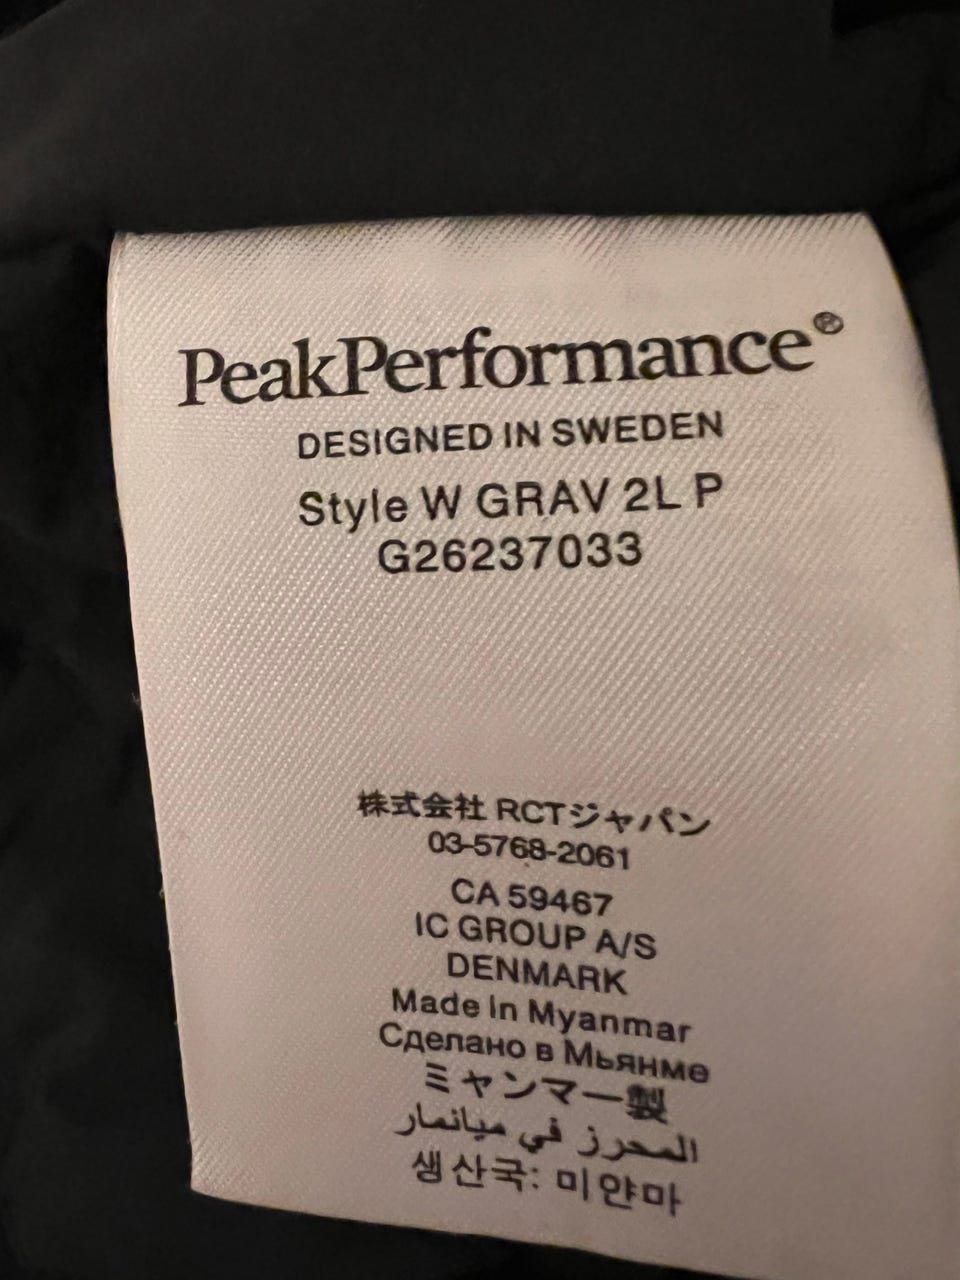 PeakPerformance®
DESIGNED IN SWEDEN
Style W GRAV 2L P
G26237033
株式会社 RCTジャパン
03-5768-2061
CA 59467
IC GROUP A/S
DENMARK
Made in Myanmar
Сделано в Мьянме
ミャンマー製
المحرز في ميانمار
생산국: 미얀마